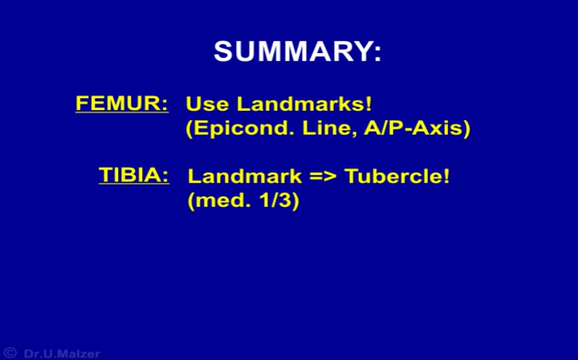 SUMMARY:
FEMUR: Use Landmarks!
(Epicond. Line, A/P-Axis)
TIBIA: Landmark => Tubercle!
(med. 1/3)
© Dr.U.Malzer